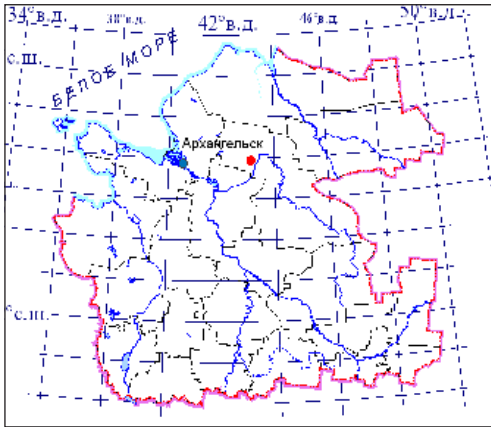 34°в.д.
38°в.д.
42°в.д.
46°в.д.
50°в.д.
с.ш.
БЕЛОЕ МОРЕ
Архангельск
°с.ш.